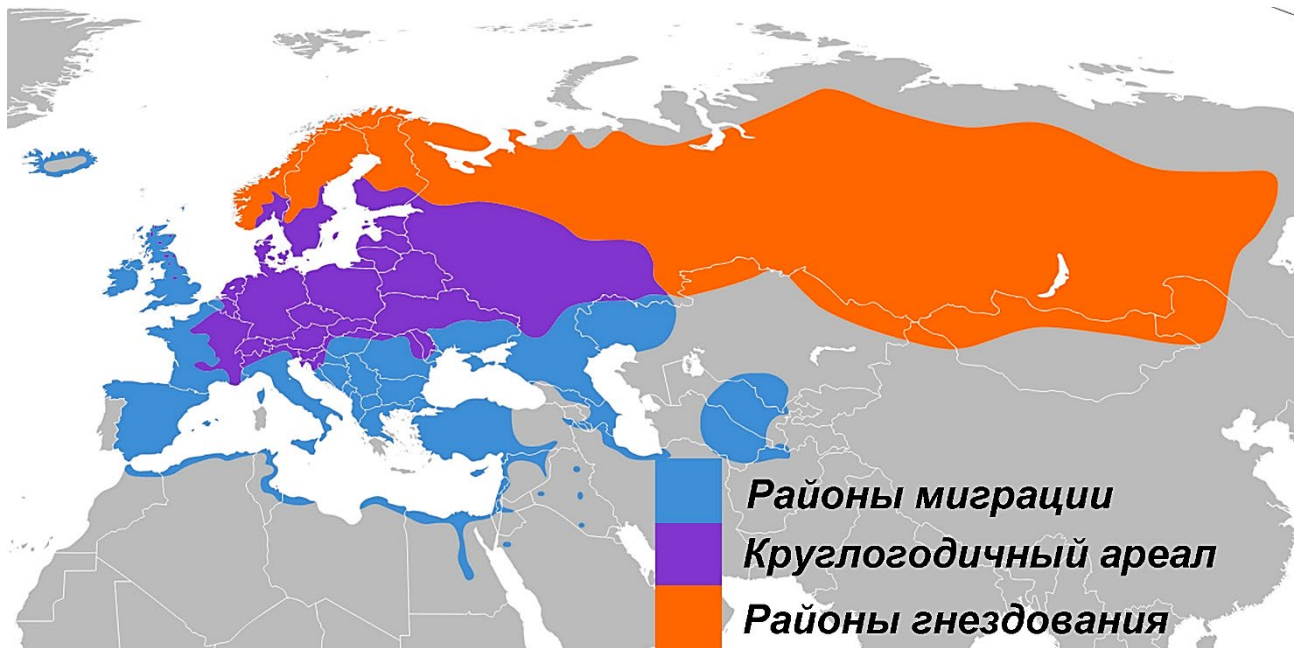 Районы миграции
Круглогодичный ареал
Районы гнездования